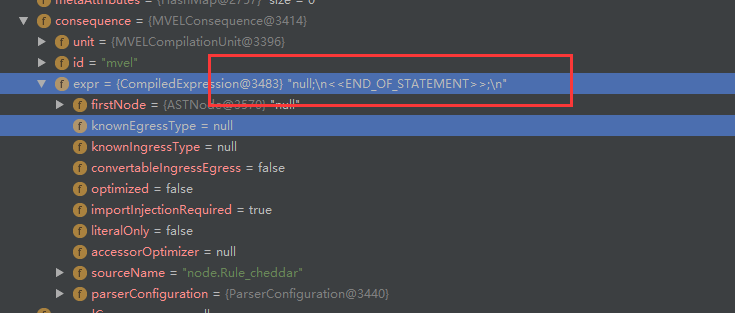 metaAttributes = {HashMap@2757} size = 0
consequence = {MVELConsequence@3414}
unit = {MVELCompilationUnit@3396}
id = "mvel"
expr = {CompiledExpression@3483} "null;\n<<END_OF_STATEMENT>>;\n"
firstNode = {ASTNode@3570} "null"
knownEgressType = null
knownIngressType = null
convertableIngressEgress = false
optimized = false
importInjectionRequired = true
literalOnly = false
accessorOptimizer = null
sourceName = "node.Rule_cheddar"
parserConfiguration = {ParserConfiguration@3440}